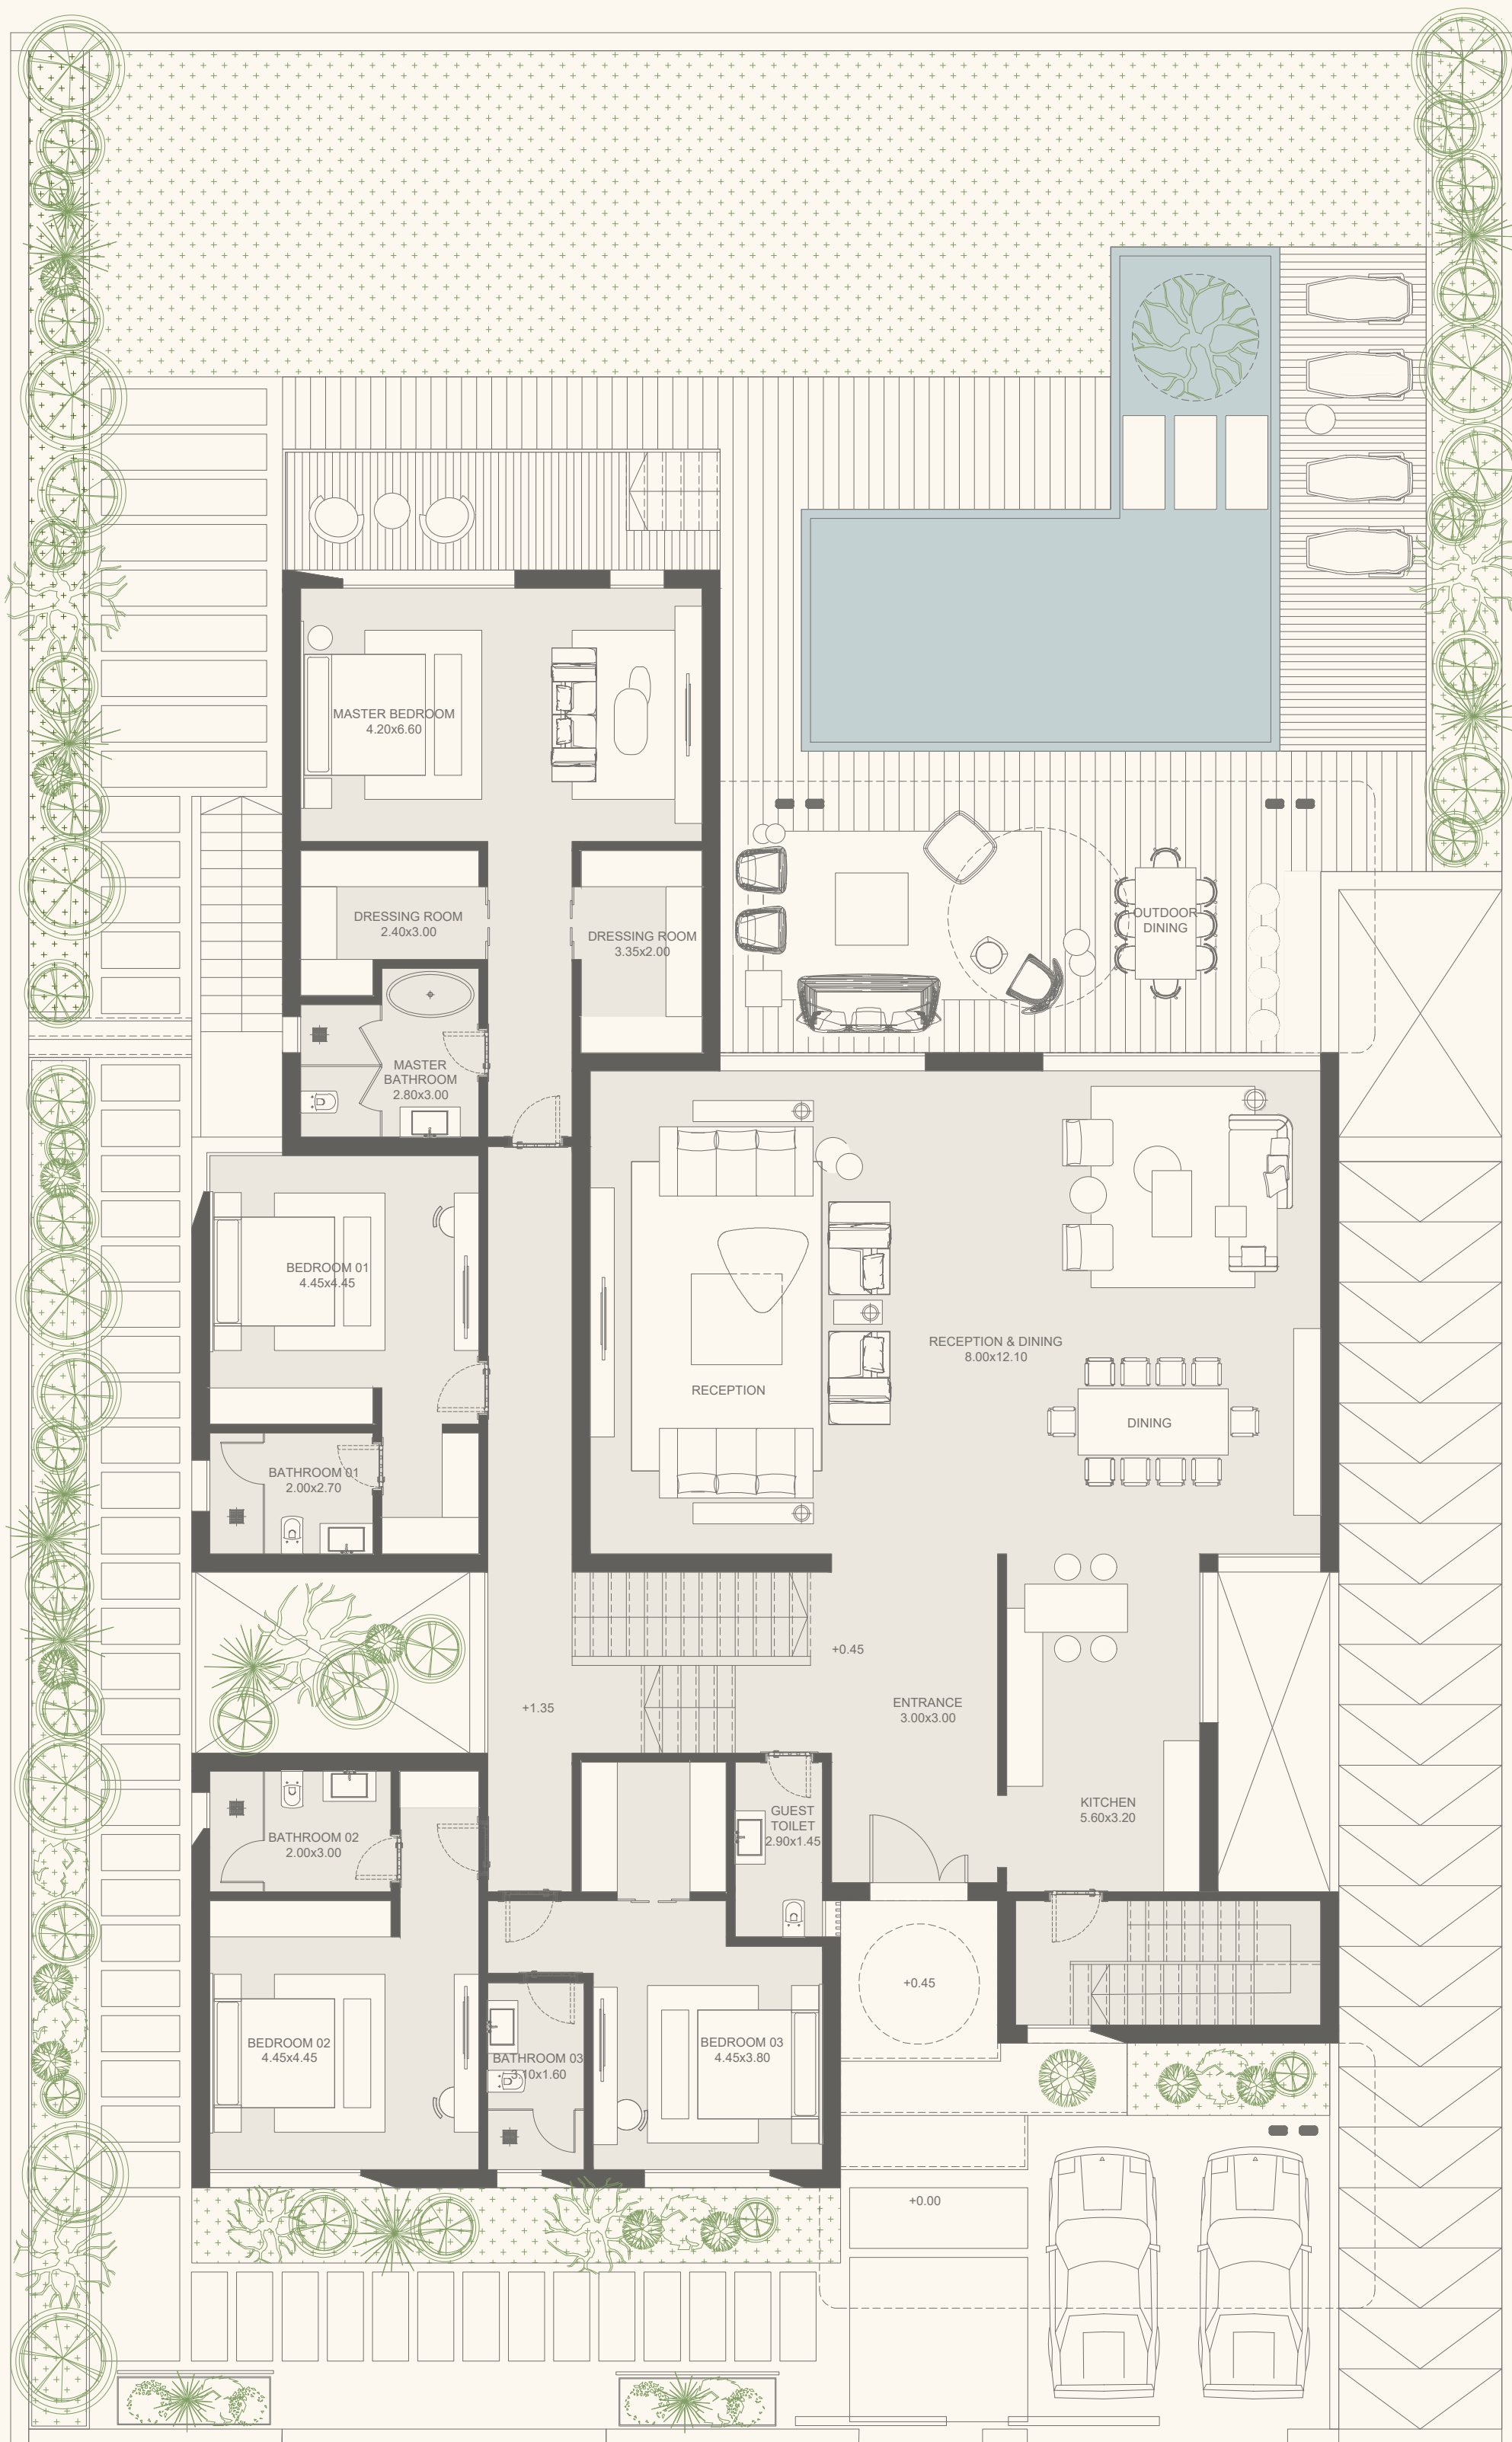 MASTER BEDROOM
4.20x6.60
DRESSING ROOM
2.40x3.00
DRESSING ROOM
3.35x2.00
OUTDOOR
DINING
MASTER
BATHROOM
2.80x3.00
BEDROOM 01
4.45x4.45
RECEPTION & DINING
8.00x12.10
RECEPTION
DINING
BATHROOM 01
2.00x2.70
+0.45
+1.35
ENTRANCE
3.00x3.00
KITCHEN
5.60x3.20
GUEST
TOILET
2.90x1.45
BATHROOM 02
2.00x3.00
+0.45
BEDROOM 02
4.45x4.45
BATHROOM 03
3.10x1.60
BEDROOM 03
4.45x3.80
+0.00